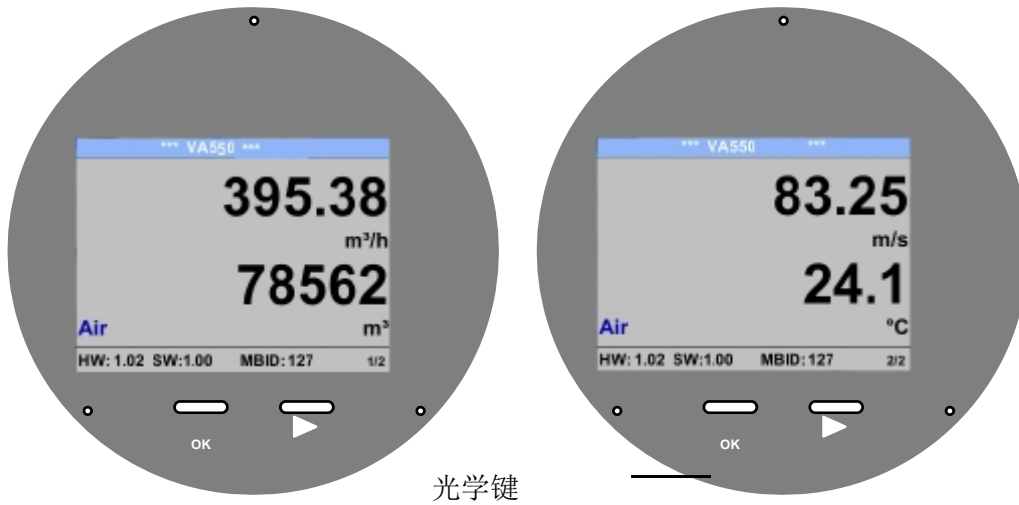 *** VA550 ***
395.38
m³/h
78562
Air m³
HW: 1.02 SW:1.00 MBID:127 1/2
OK
*** VA550 ***
83.25
m/s
24.1
Air °C
HW: 1.02 SW:1.00 MBID:127 2/2
OK
光学键